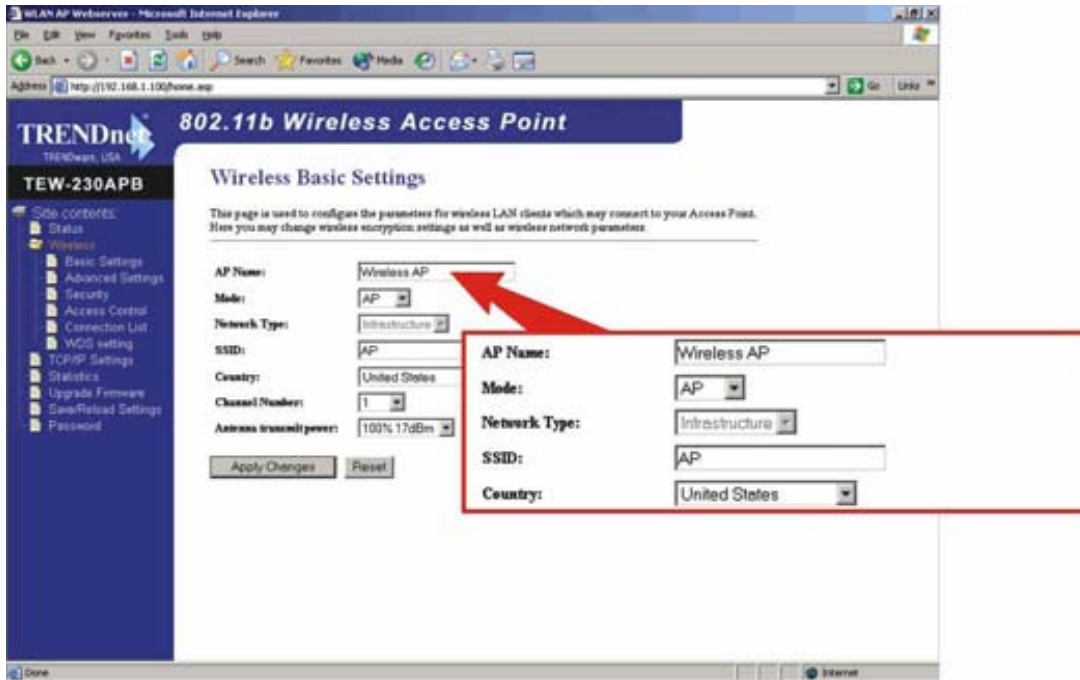 WLAN AP Webserver - Microsoft Internet Explorer
File Edit View Favorites Tools Help
Back Search Favorites Media
Address http://192.168.1.100/home.asp Go Links
TRENDnet
TRENDware, USA
TEW-230APB
802.11b Wireless Access Point
Site contents:
Status
Wireless
Basic Settings
Advanced Settings
Security
Access Control
Connection List
WDS setting
TCP/IP Settings
Statistics
Upgrade Firmware
Save/Reload Settings
Password
Wireless Basic Settings
This page is used to configure the parameters for wireless LAN clients which may connect to your Access Point.
Here you may change wireless encryption settings as well as wireless network parameters.
AP Name: Wireless AP
Mode: AP
Network Type: Infrastructure
SSID: AP
Country: United States
Channel Number: 1
Antenna transmit power: 100% 17dBm
Apply Changes Reset
AP Name: Wireless AP
Mode: AP
Network Type: Infrastructure
SSID: AP
Country: United States
Done Internet